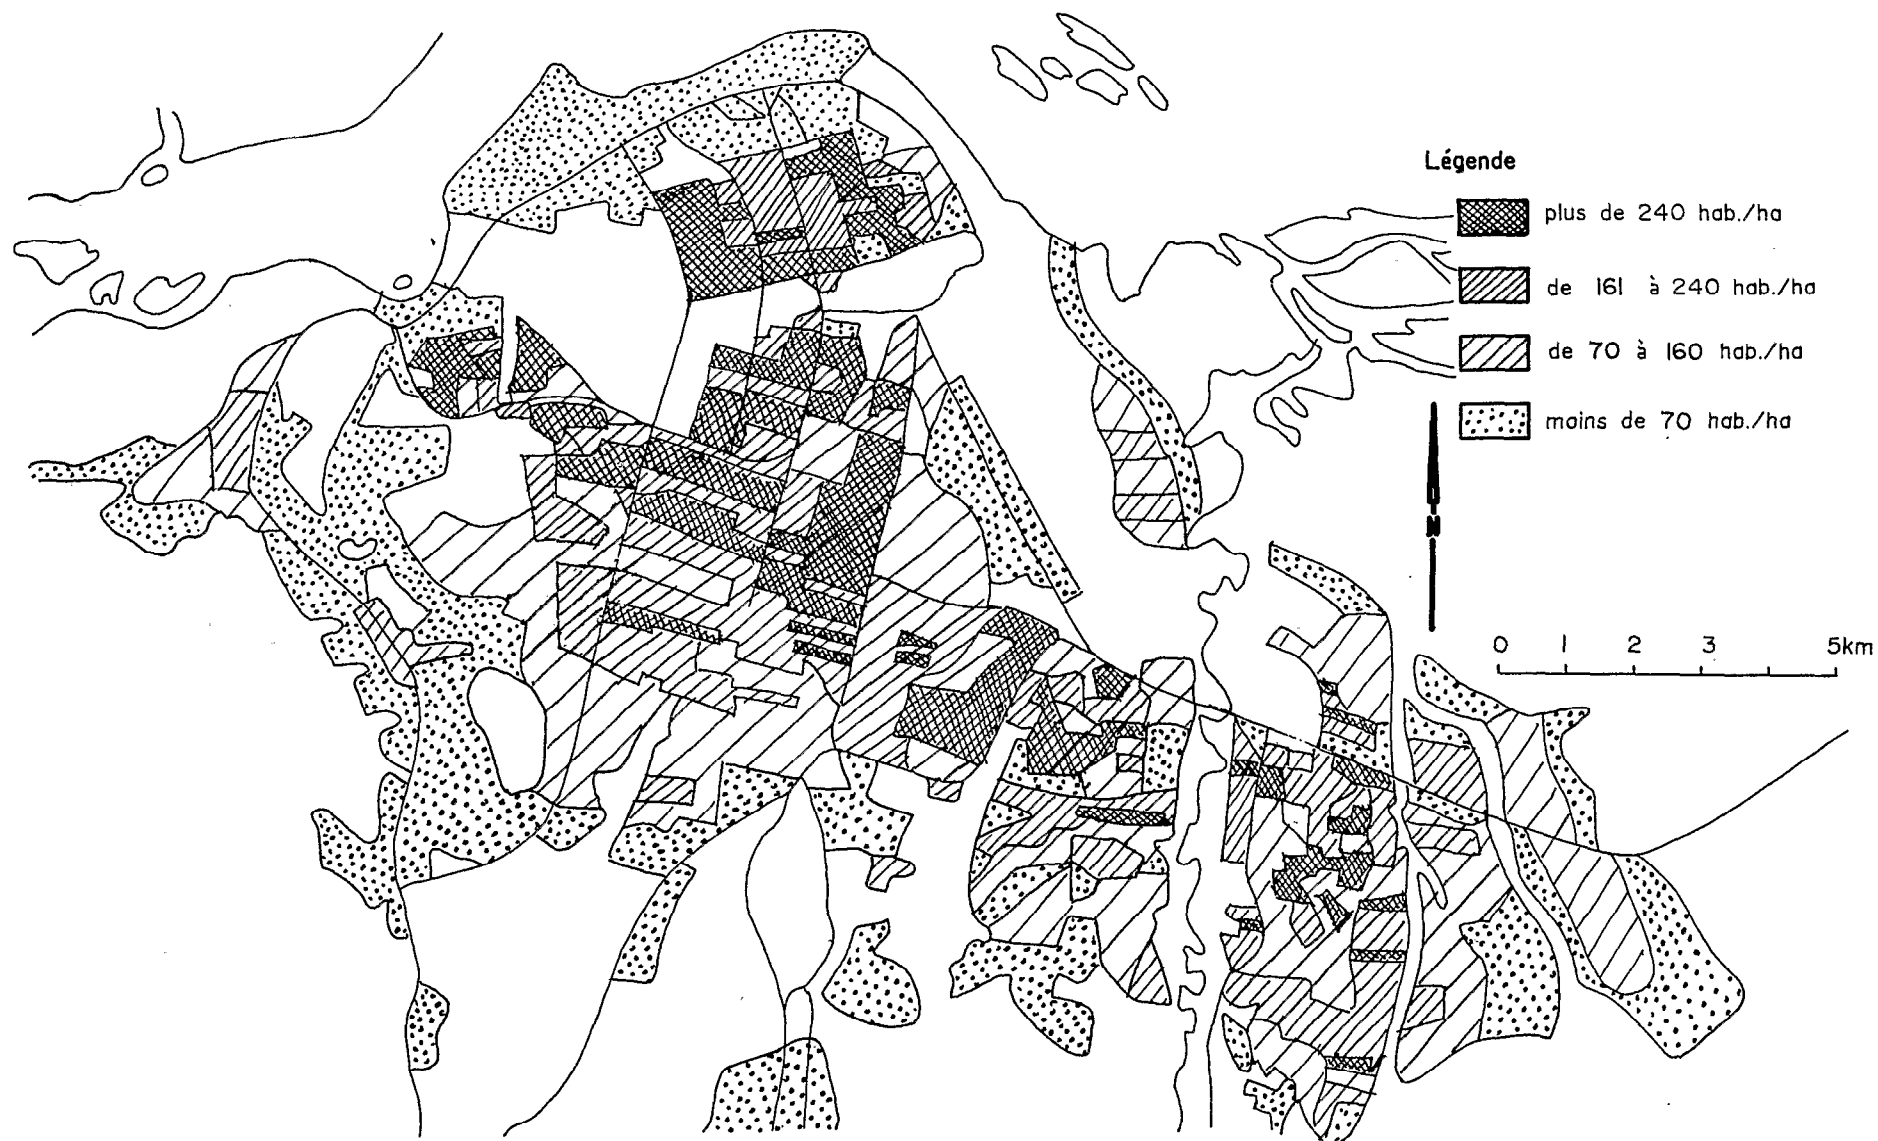 Légende
plus de 240 hab./ha
de 161 à 240 hab./ha
de 70 à 160 hab./ha
moins de 70 hab./ha
N
0 1 2 3 5km